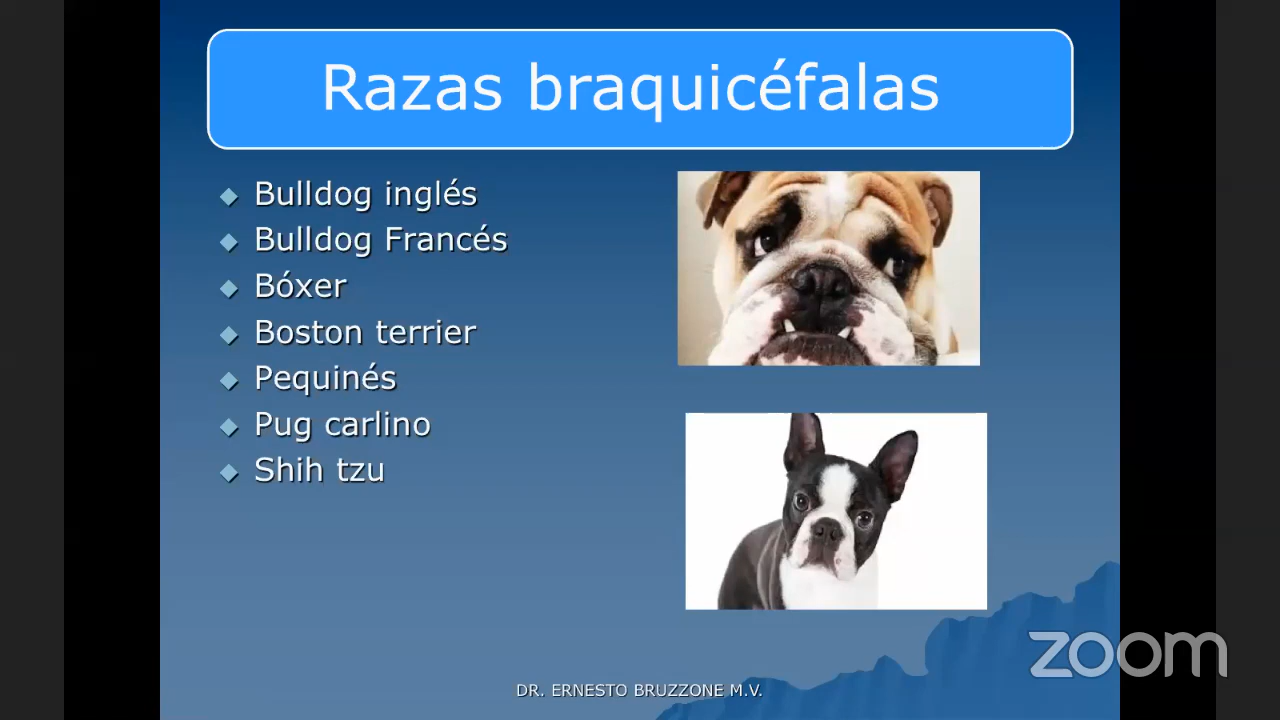 Razas braquicéfalas
Bulldog inglés
Bulldog Francés
Bóxer
Boston terrier
Pequinés
Pug carlino
Shih tzu
zoom
DR. ERNESTO BRUZZONE M.V.